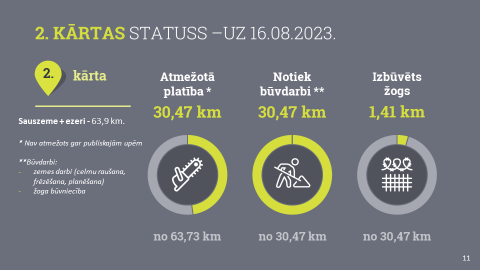 2. KĀRTAS STATUSS –UZ 16.08.2023.
2. kārta
Sauszeme + ezeri - 63,9 km.
* Nav atmežots gar publiskajām upēm
**Būvdarbi:
- zemes darbi (celmu raušana,
frēzēšana, planēšana)
- žoga būvniecība
Atmežotā
platība *
30,47 km
no 63,73 km
Notiek
būvdarbi **
30,47 km
no 30,47 km
Izbūvēts
žogs
1,41 km
no 30,47 km
11